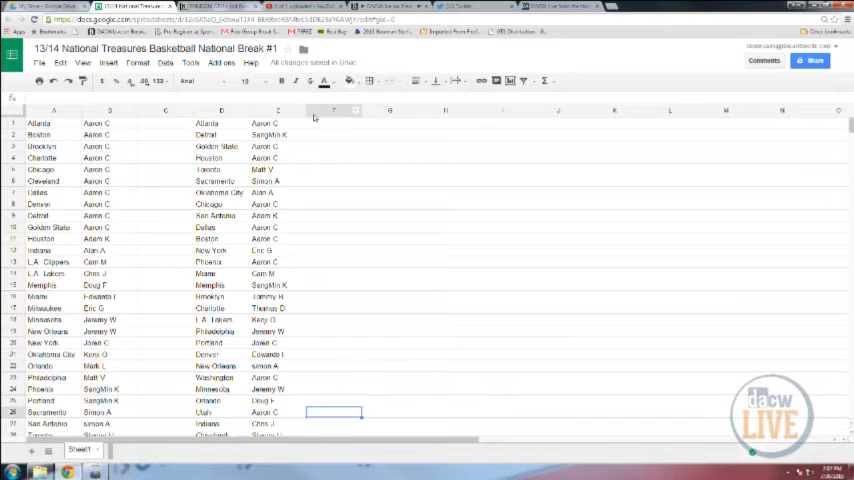 13/14 National Treasures Basketball National Break #1
File Edit View Insert Format Data Tools Add-ons Help All changes saved in Drive
Comments Share
Arial 10
A B C D E F G H I J K L M N O
1 Atlanta Aaron C Atlanta Aaron C
2 Boston Aaron C Detroit SangMin K
3 Brooklyn Aaron C Golden State Aaron C
4 Charlotte Aaron C Houston Aaron C
5 Chicago Aaron C Toronto Matt V
6 Cleveland Aaron C Sacramento Simon A
7 Dallas Aaron C Oklahoma City Alan A
8 Denver Aaron C Chicago Aaron C
9 Detroit Aaron C San Antonio Adam K
10 Golden State Aaron C Dallas Aaron C
11 Houston Adam K Boston Aaron C
12 Indiana Alan A New York Eric G
13 L.A. Clippers Cam M Phoenix Aaron C
14 L.A. Lakers Chris J Miami Cam M
15 Memphis Doug F Memphis SangMin K
16 Miami Edwardo F Brooklyn Tommy B
17 Milwaukee Eric G Charlotte Thomas D
18 Minnesota Jeremy W L.A. Lakers Kenji O
19 New Orleans Jeremy W Philadelphia Jeremy W
20 New York Joren C Portland Joren C
21 Oklahoma City Kenji O Denver Edwardo F
22 Orlando Mark L New Orleans simon A
23 Philadelphia Matt V Washington Aaron C
24 Phoenix SangMin K Minnesota Jeremy W
25 Portland SangMin K Orlando Doug F
26 Sacramento Simon A Utah Aaron C
27 San Antonio simon A Indiana Chris J
Sheet1
dacw
LIVE